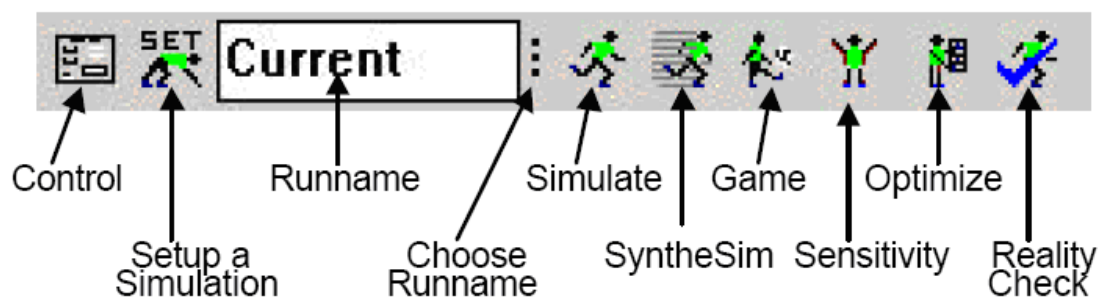 SET
Current
Control
Runname
Simulate
Game
Optimize
Setup a
Simulation
Choose
Runname
SyntheSim
Sensitivity
Reality
Check